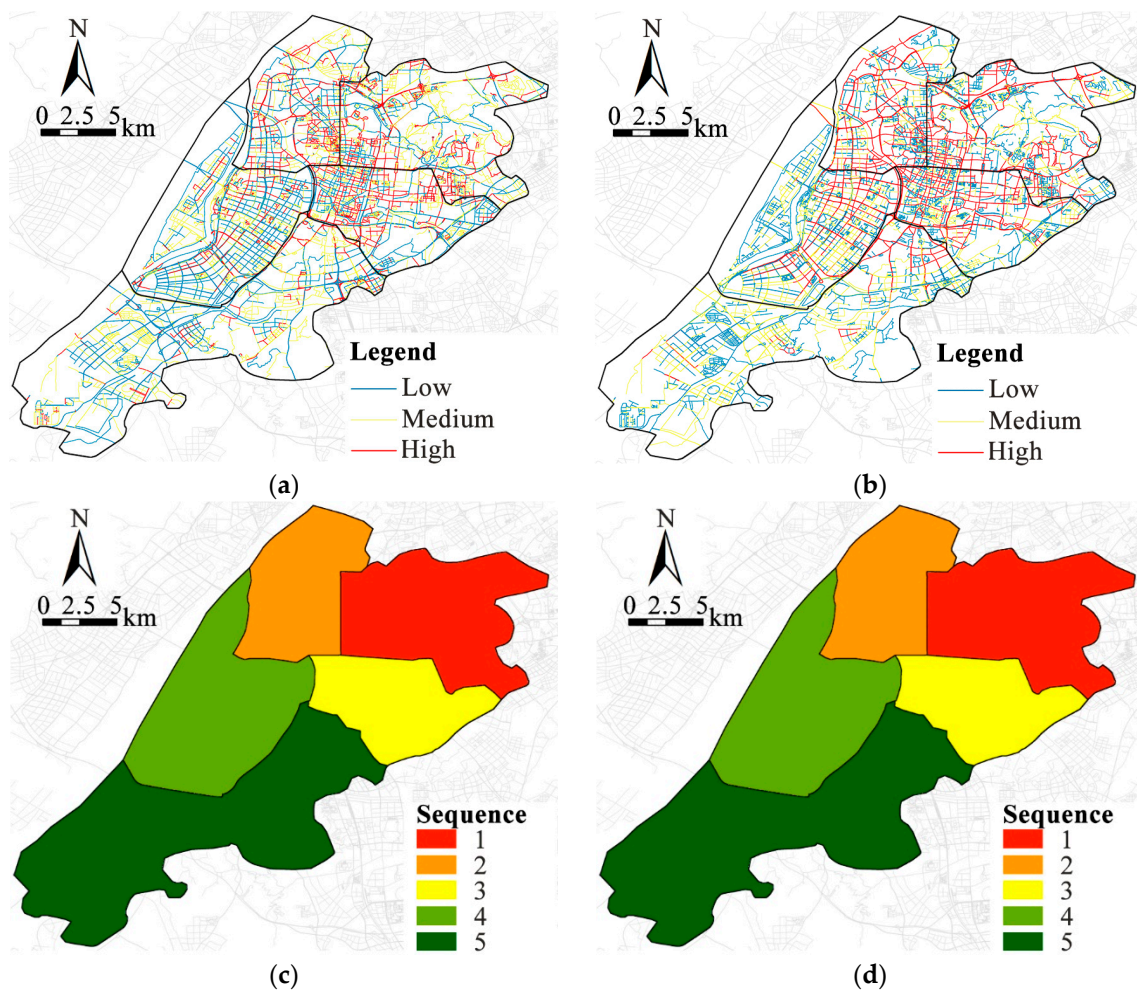 N
0 2.5 5
km
Legend
Low
Medium
High
(a)
N
0 2.5 5
km
Legend
Low
Medium
High
(b)
N
0 2.5 5
km
Sequence
1
2
3
4
5
(c)
N
0 2.5 5
km
Sequence
1
2
3
4
5
(d)